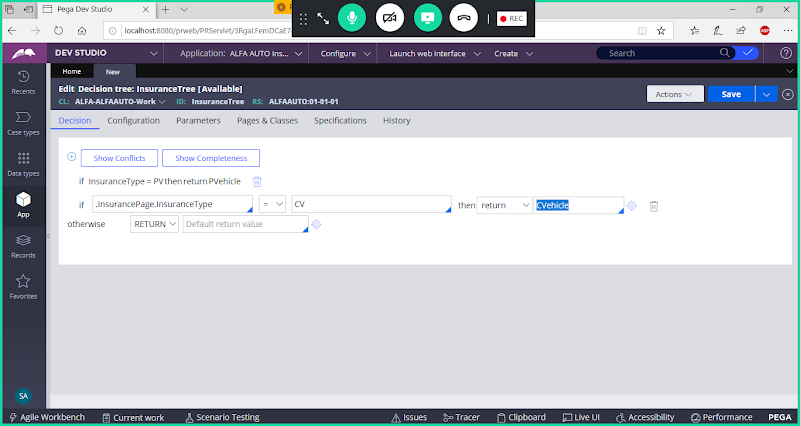 Pega Dev Studio
REC
localhost:8080/prweb/PRServlet/3RgaLFemDCaE7
DEV STUDIO
Application: ALFA AUTO Ins...
Configure
Launch web interface
Create
Search
Recents
Case types
Data types
App
Records
Favorites
SA
Home
New
Edit Decision tree: InsuranceTree [Available]
CL: ALFA-ALFAAUTO-Work ID: InsuranceTree RS: ALFAAUTO:01-01-01
Actions
Save
Decision Configuration Parameters Pages & Classes Specifications History
Show Conflicts Show Completeness
if InsuranceType = PV then return PVehicle
if .InsurancePage.InsuranceType = CV then return CVehicle
otherwise RETURN Default return value
Agile Workbench Current work Scenario Testing Issues Tracer Clipboard Live UI Accessibility Performance PEGA